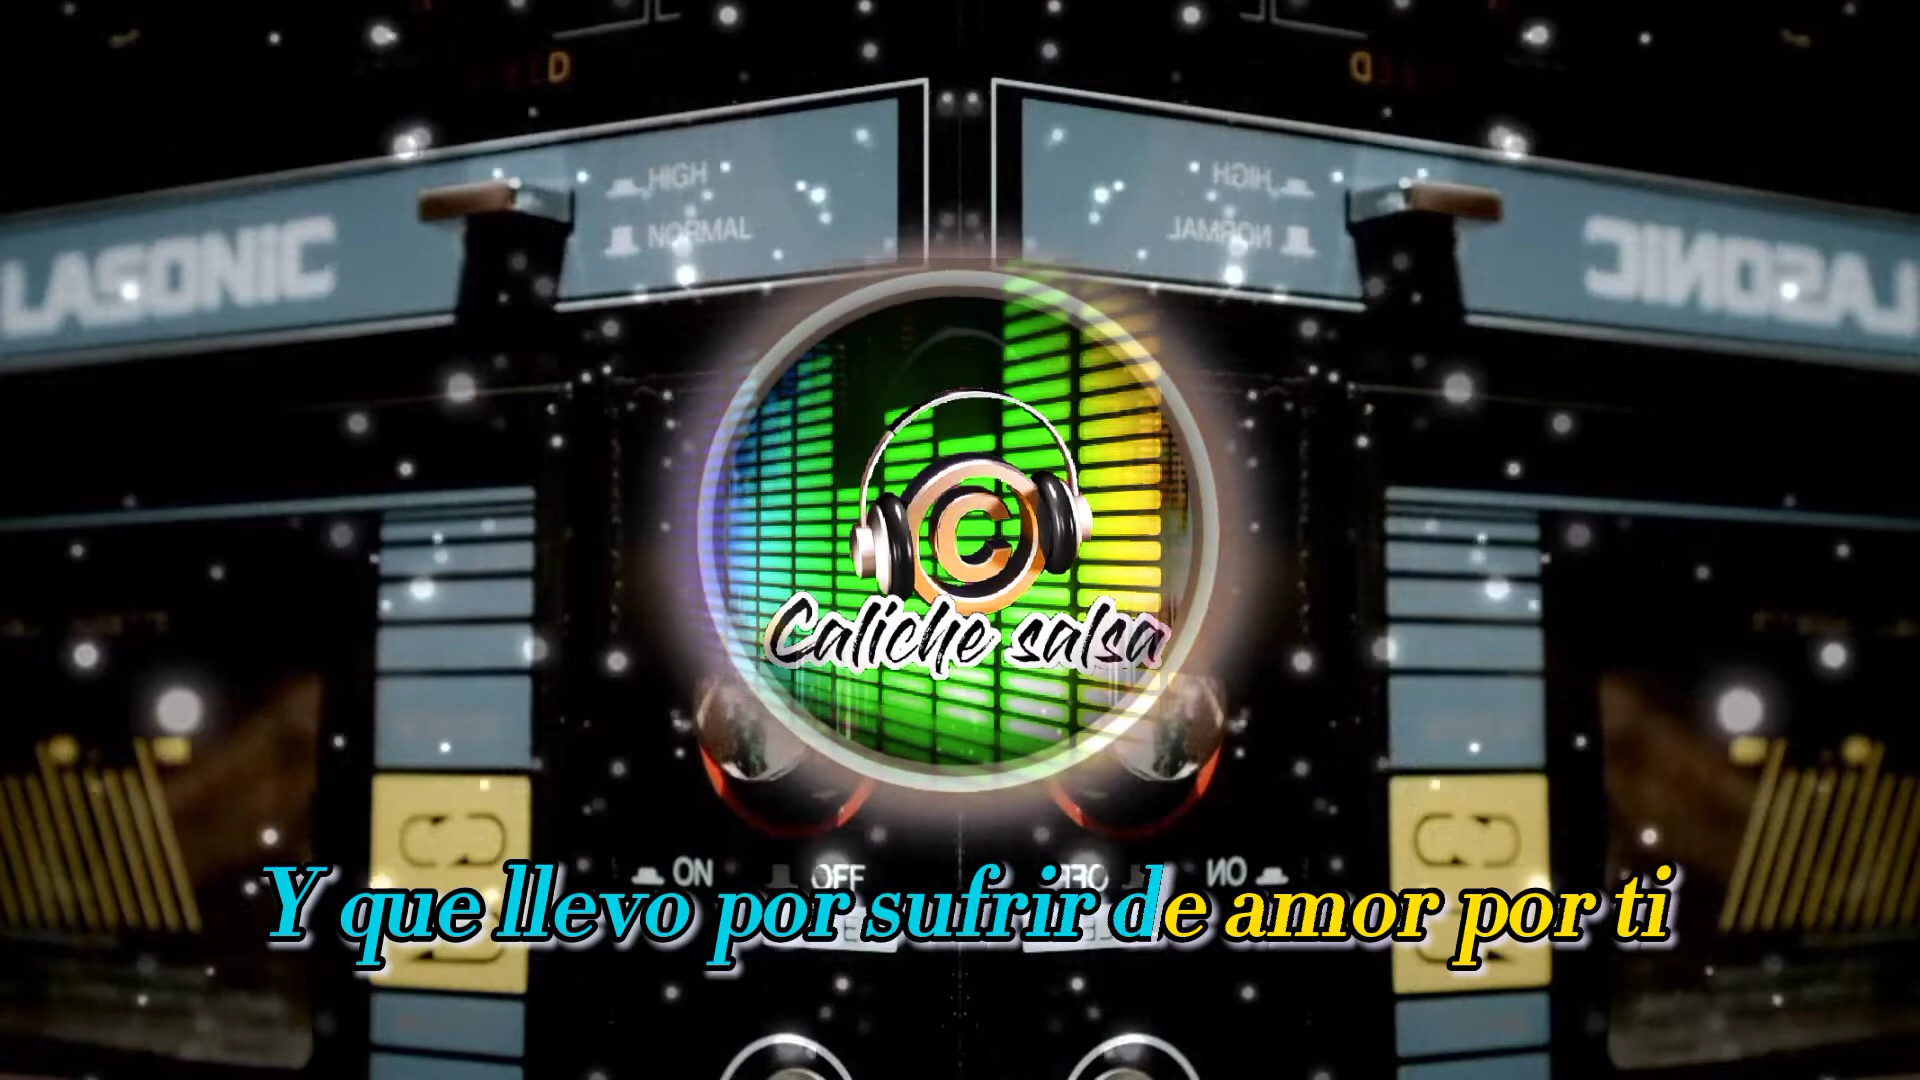 D
D
HIGH
HIGH
NORMAL
NORMAL
LASONIC
LASONIC
C
Caliche salsa
ON
OFF
OFF
ON
Y que llevo por sufrir de amor por ti